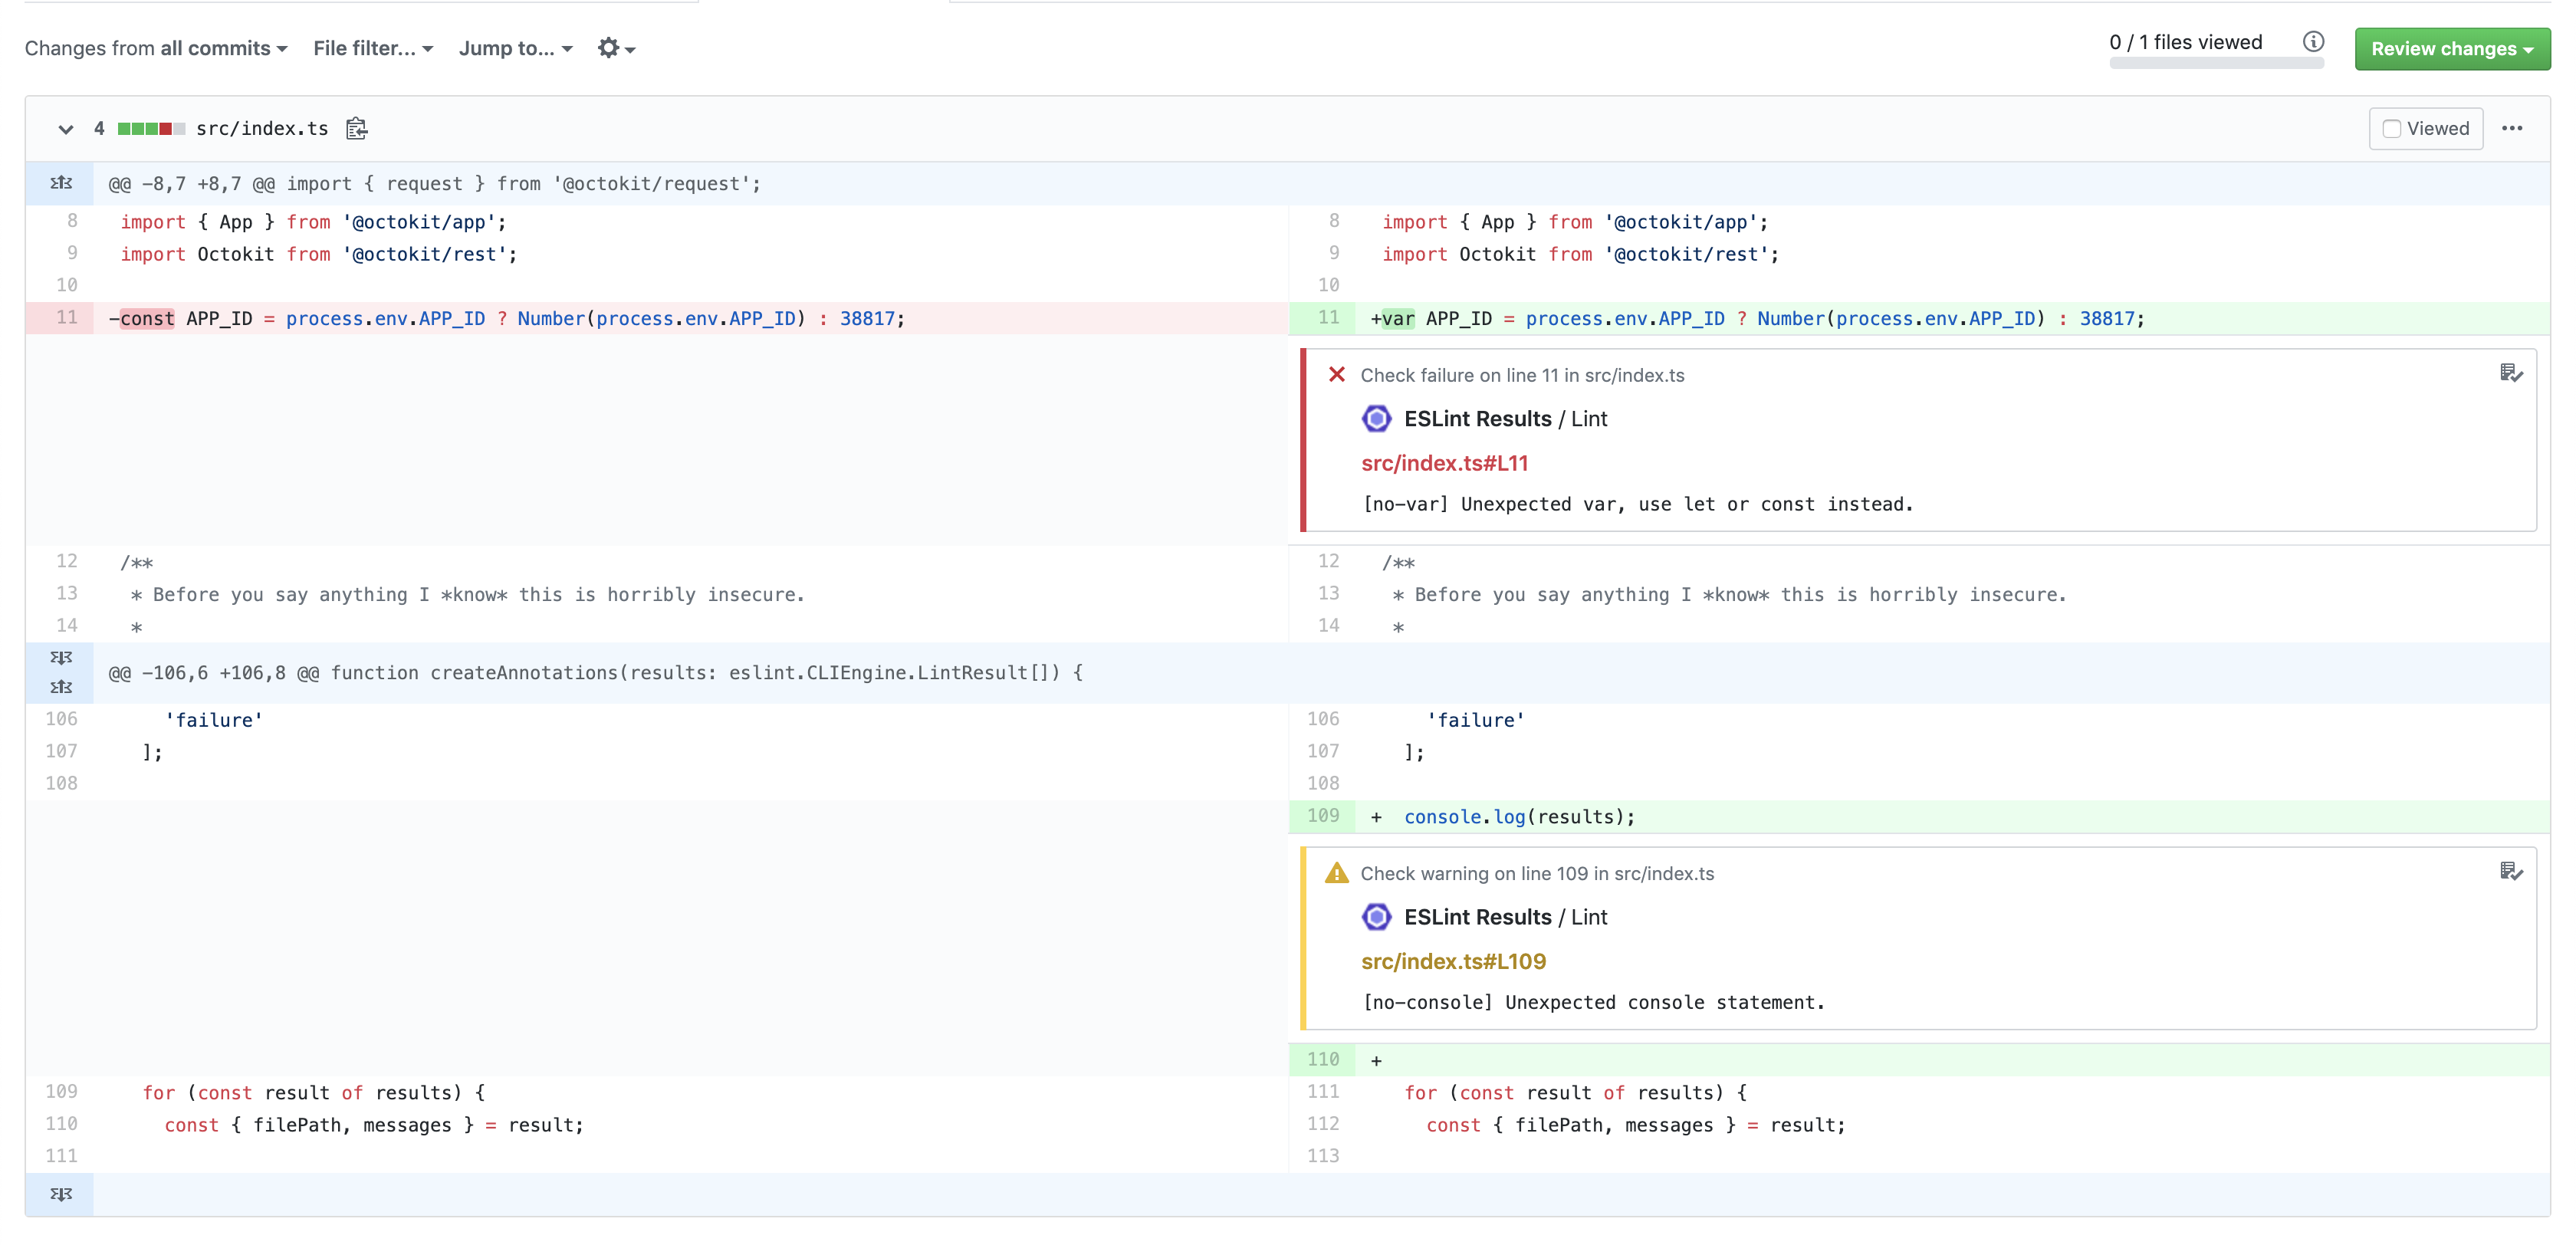 Changes from all commits File filter... Jump to... 0 / 1 files viewed Review changes
4 src/index.ts Viewed
@@ -8,7 +8,7 @@ import { request } from '@octokit/request';
8 import { App } from '@octokit/app'; 8 import { App } from '@octokit/app';
9 import Octokit from '@octokit/rest'; 9 import Octokit from '@octokit/rest';
10 10
11 -const APP_ID = process.env.APP_ID ? Number(process.env.APP_ID) : 38817; 11 +var APP_ID = process.env.APP_ID ? Number(process.env.APP_ID) : 38817;
Check failure on line 11 in src/index.ts
ESLint Results / Lint
src/index.ts#L11
[no-var] Unexpected var, use let or const instead.
12 /** 12 /**
13 * Before you say anything I *know* this is horribly insecure. 13 * Before you say anything I *know* this is horribly insecure.
14 * 14 *
@@ -106,6 +106,8 @@ function createAnnotations(results: eslint.CLIEngine.LintResult[]) {
106 'failure' 106 'failure'
107 ]; 107 ];
108 108
109 + console.log(results);
Check warning on line 109 in src/index.ts
ESLint Results / Lint
src/index.ts#L109
[no-console] Unexpected console statement.
110 +
109 for (const result of results) { 111 for (const result of results) {
110 const { filePath, messages } = result; 112 const { filePath, messages } = result;
111 113